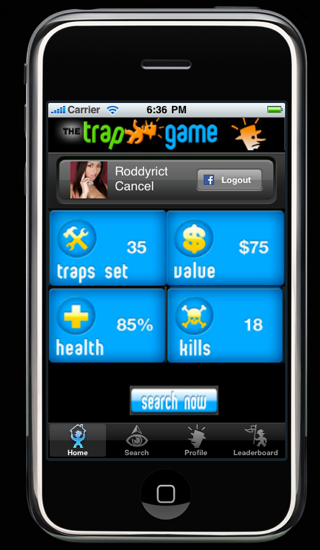 Carrier 6:36 PM
THE trap game
Roddyrict
Cancel
f Logout
35 $75
traps set value
85% 18
health kills
search now
Home Search Profile Leaderboard